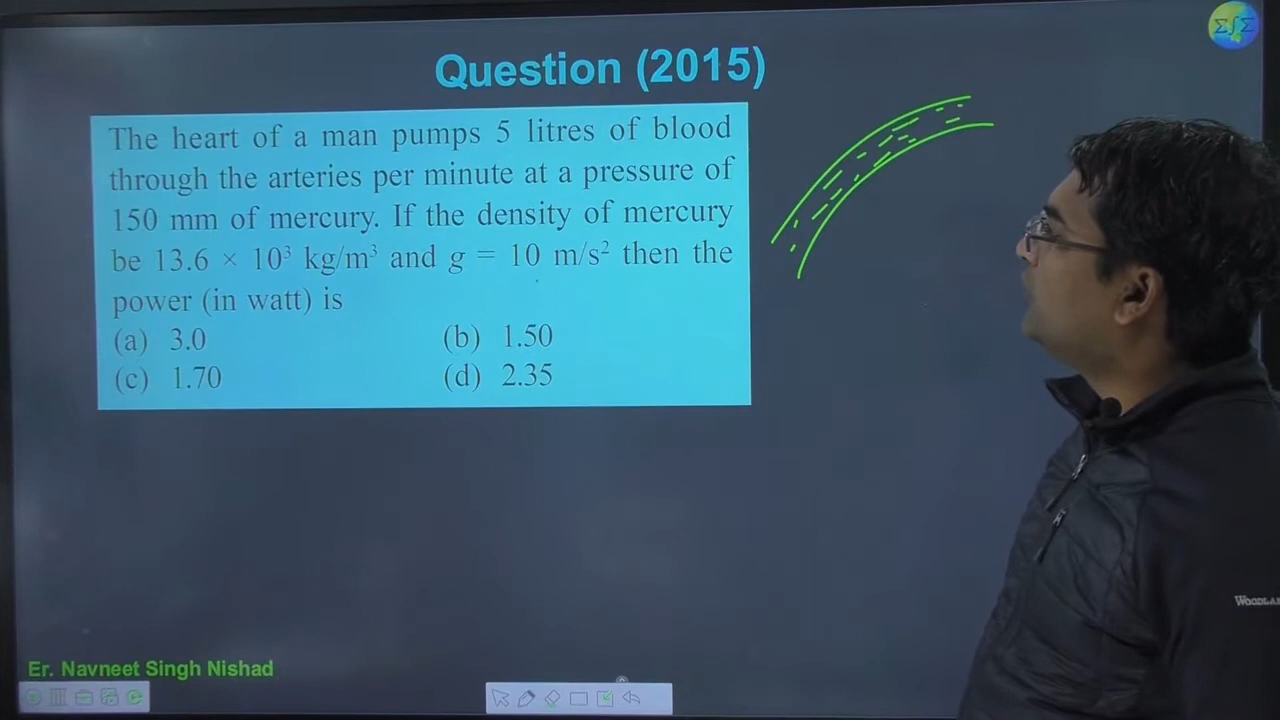 ΣʃΣ
Question (2015)
The heart of a man pumps 5 litres of blood
through the arteries per minute at a pressure of
150 mm of mercury. If the density of mercury
be 13.6 × 10³ kg/m³ and g = 10 m/s² then the
power (in watt) is
(a) 3.0 (b) 1.50
(c) 1.70 (d) 2.35
Er. Navneet Singh Nishad